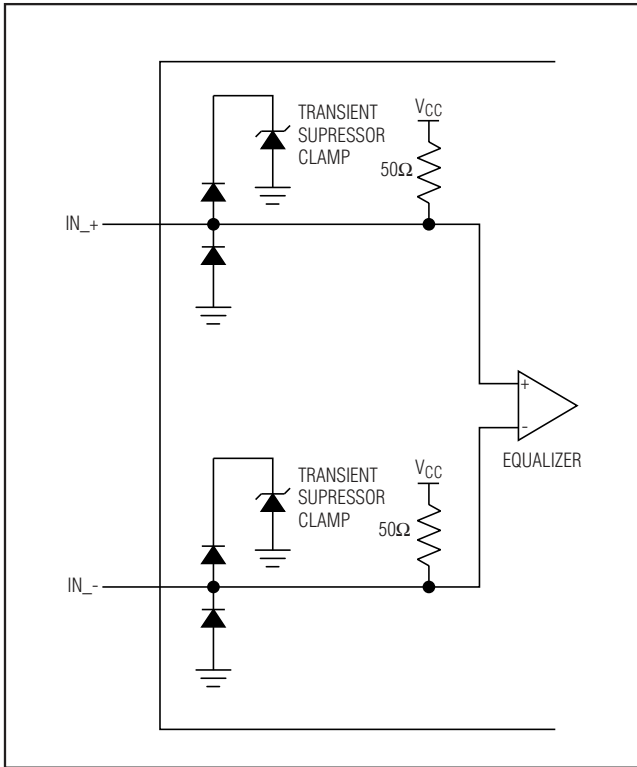 TRANSIENT
SUPRESSOR
CLAMP
VCC
50Ω
IN_+
+
-
EQUALIZER
TRANSIENT
SUPRESSOR
CLAMP
VCC
50Ω
IN_-